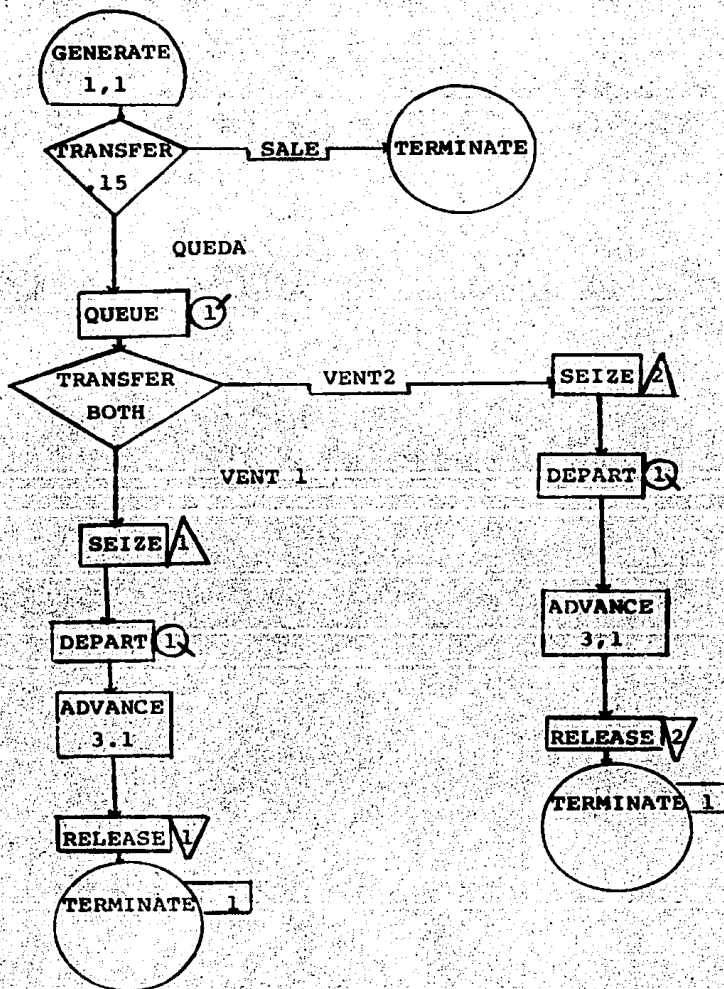 GENERATE
1,1
TRANSFER
.15
SALE
TERMINATE
QUEDA
QUEUE
1
TRANSFER
BOTH
VENT2
SEIZE
2
VENT 1
DEPART
1
SEIZE
1
ADVANCE
3,1
DEPART
1
ADVANCE
3.1
RELEASE
2
TERMINATE
1
RELEASE
1
TERMINATE
1